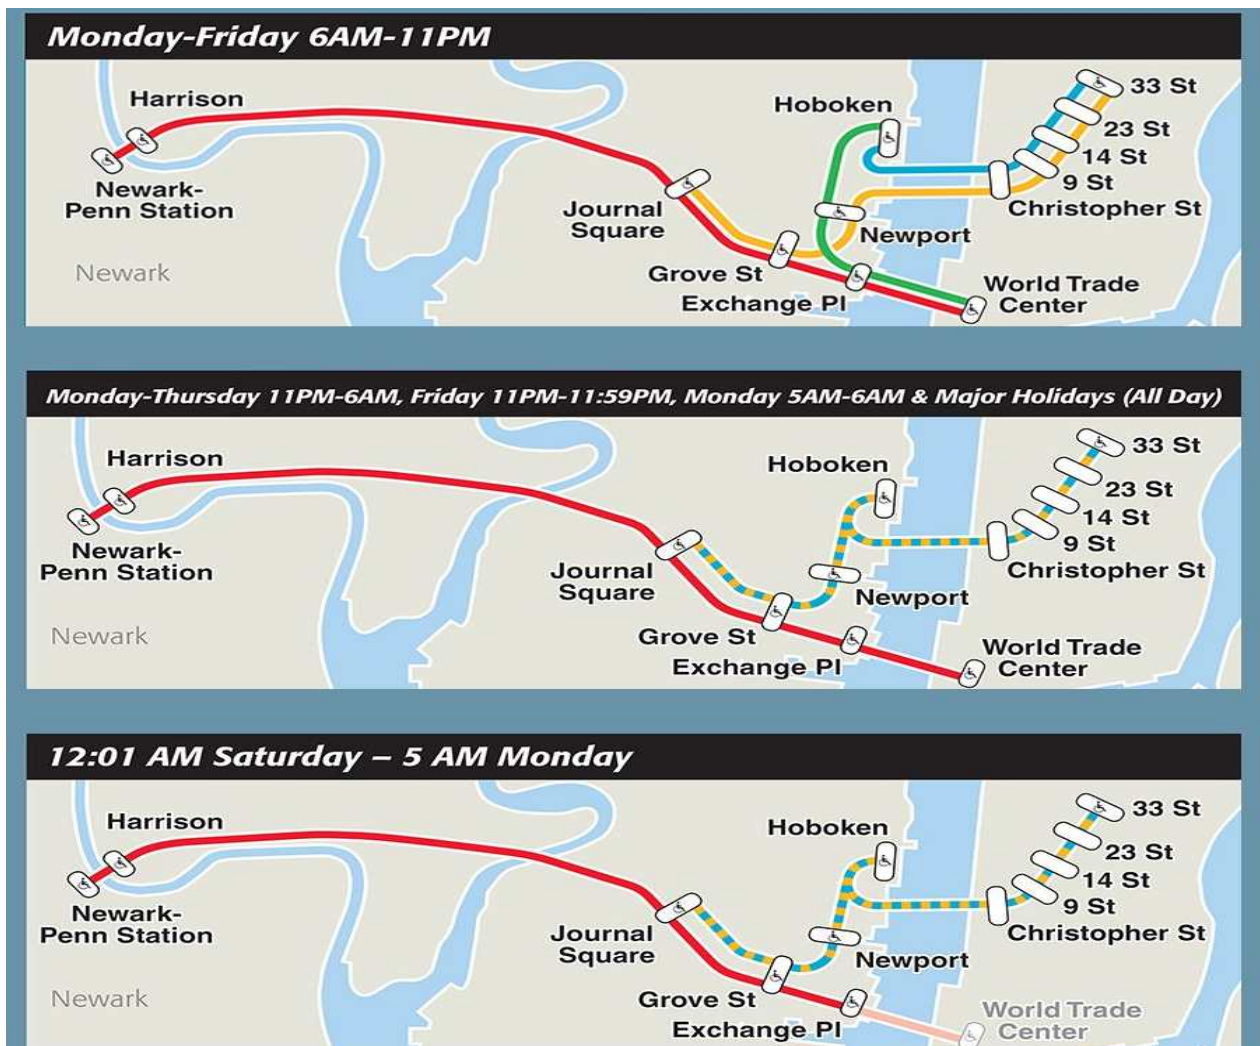 Monday-Friday 6AM-11PM
Harrison
Newark-
Penn Station
Newark
Journal
Square
Grove St
Exchange Pl
Hoboken
Newport
World Trade
Center
33 St
23 St
14 St
9 St
Christopher St
Monday-Thursday 11PM-6AM, Friday 11PM-11:59PM, Monday 5AM-6AM & Major Holidays (All Day)
Harrison
Newark-
Penn Station
Newark
Journal
Square
Grove St
Exchange Pl
Hoboken
Newport
World Trade
Center
33 St
23 St
14 St
9 St
Christopher St
12:01 AM Saturday – 5 AM Monday
Harrison
Newark-
Penn Station
Newark
Journal
Square
Grove St
Exchange Pl
Hoboken
Newport
World Trade
Center
33 St
23 St
14 St
9 St
Christopher St